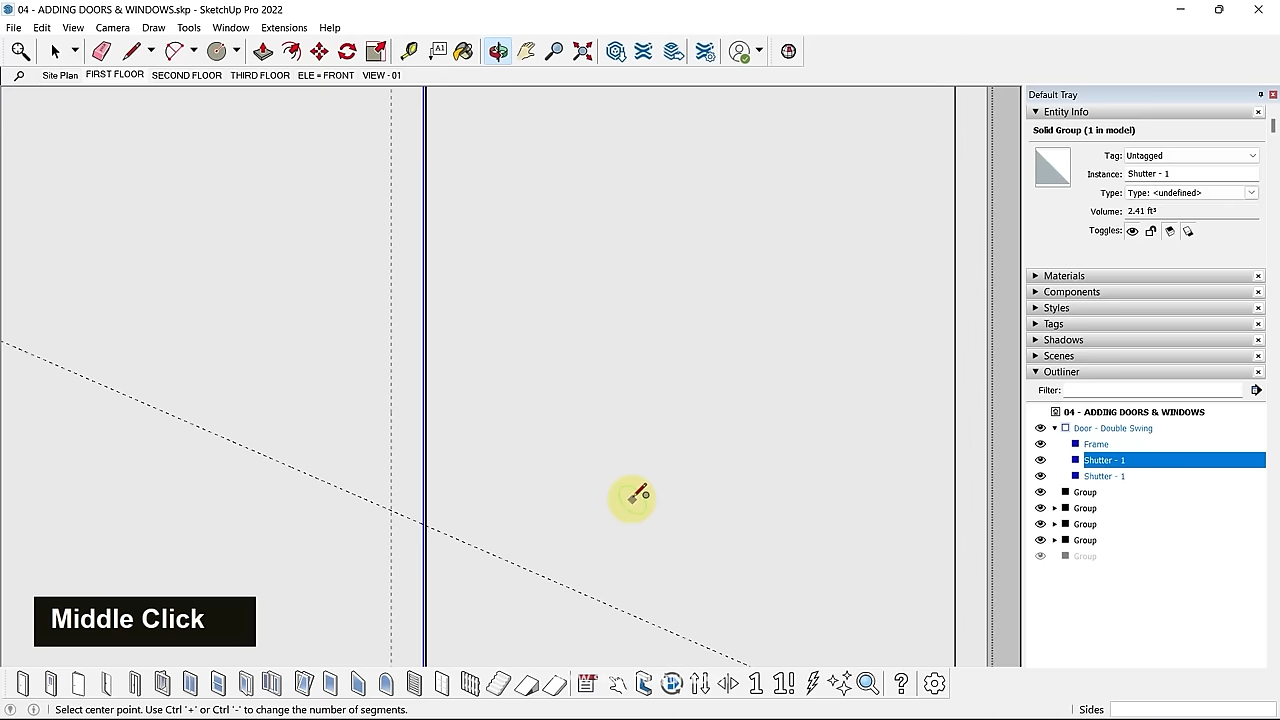 04 - ADDING DOORS & WINDOWS.skp - SketchUp Pro 2022
File Edit View Camera Draw Tools Window Extensions Help
A1
Site Plan FIRST FLOOR SECOND FLOOR THIRD FLOOR ELE = FRONT VIEW - 01
Default Tray
Entity Info
Solid Group (1 in model)
Tag: Untagged
Instance: Shutter - 1
Type: Type: <undefined>
Volume: 2.41 ft³
Toggles:
Materials
Components
Styles
Tags
Shadows
Scenes
Outliner
Filter:
04 - ADDING DOORS & WINDOWS
Door - Double Swing
Frame
Shutter - 1
Shutter - 1
Group
Group
Group
Group
Group
Middle Click
1 1! ?
Select center point. Use Ctrl '+' or Ctrl '-' to change the number of segments.
Sides